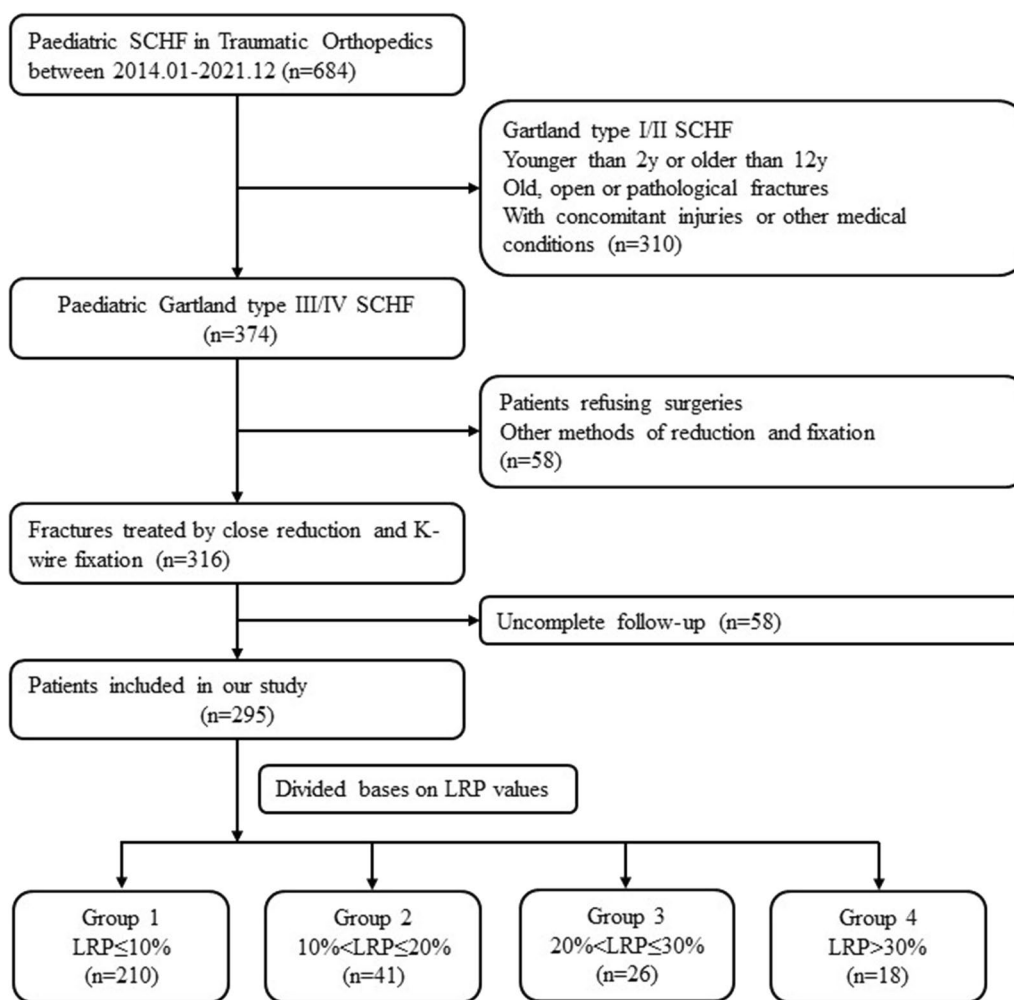 Paediatric SCHF in Traumatic Orthopedics
between 2014.01-2021.12 (n=684)
Gartland type I/II SCHF
Younger than 2y or older than 12y
Old, open or pathological fractures
With concomitant injuries or other medical
conditions (n=310)
Paediatric Gartland type III/IV SCHF
(n=374)
Patients refusing surgeries
Other methods of reduction and fixation
(n=58)
Fractures treated by close reduction and K-
wire fixation (n=316)
Uncomplete follow-up (n=58)
Patients included in our study
(n=295)
Divided bases on LRP values
Group 1
LRP≤10%
(n=210)
Group 2
10%<LRP≤20%
(n=41)
Group 3
20%<LRP≤30%
(n=26)
Group 4
LRP>30%
(n=18)